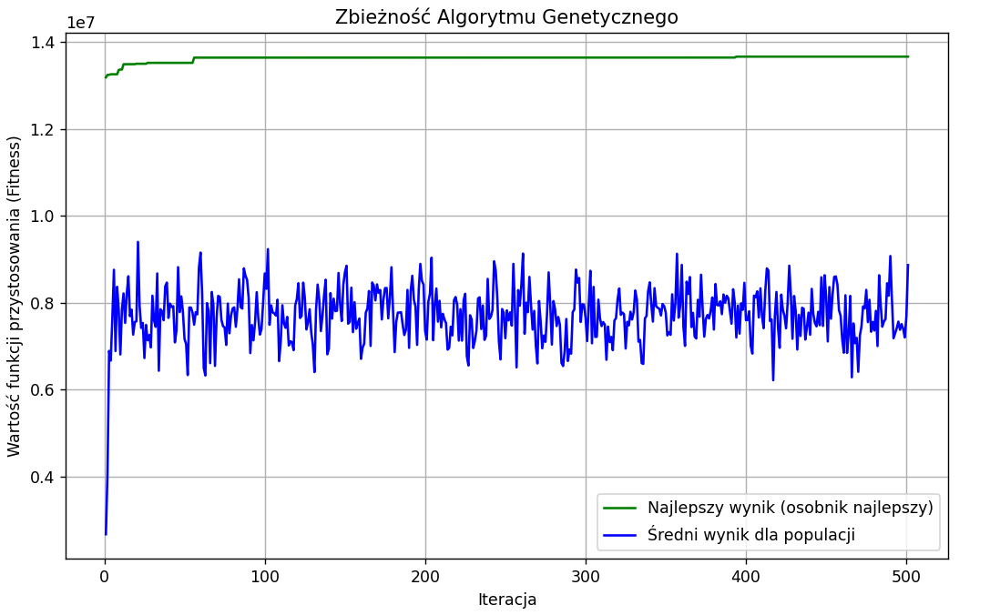 Zbieżność Algorytmu Genetycznego
1e7
1.4
1.2
1.0
0.8
0.6
0.4
Wartość funkcji przystosowania (Fitness)
Najlepszy wynik (osobnik najlepszy)
Średni wynik dla populacji
0 100 200 300 400 500
Iteracja